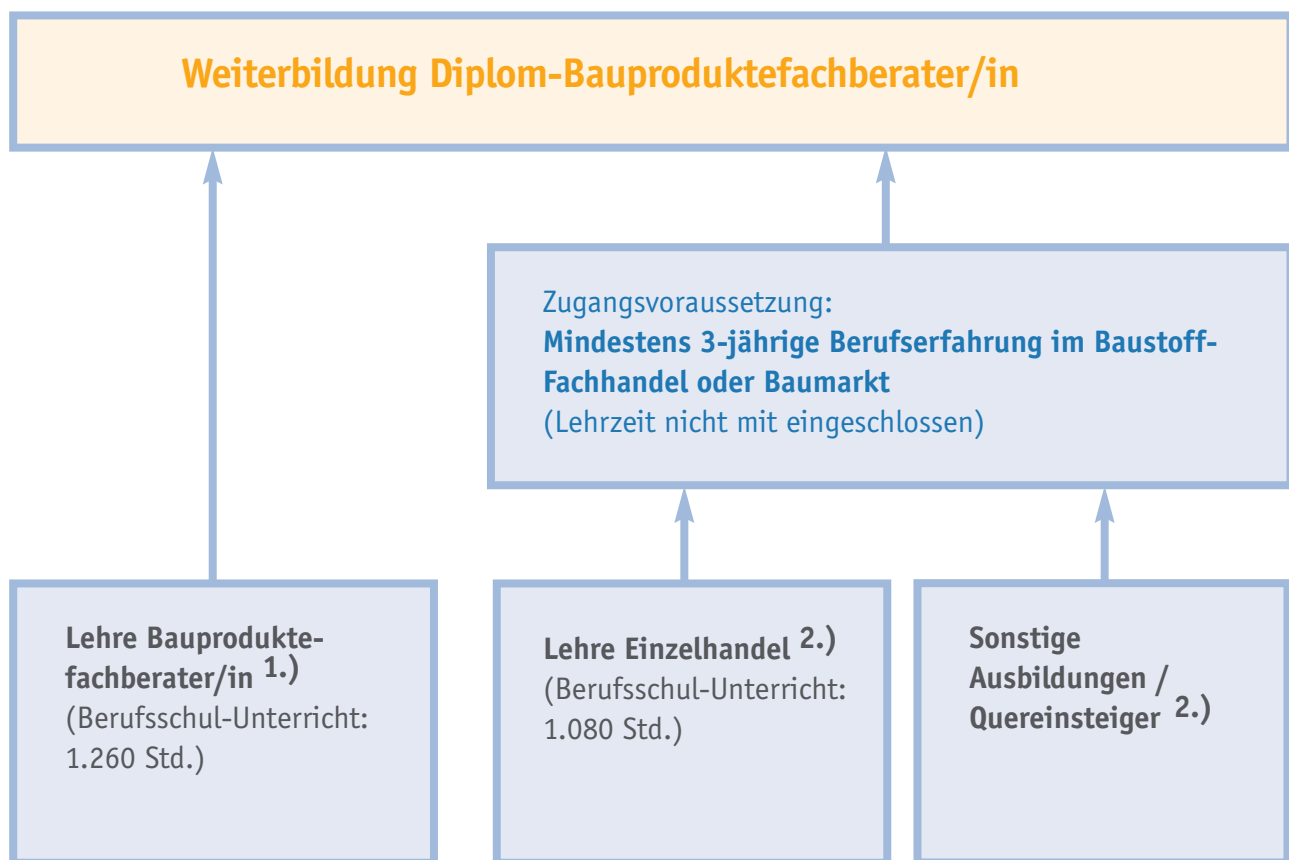 Weiterbildung Diplom-Bauproduktefachberater/in
Zugangsvoraussetzung:
Mindestens 3-jährige Berufserfahrung im Baustoff-
Fachhandel oder Baumarkt
(Lehrzeit nicht mit eingeschlossen)
Lehre Bauprodukte-
fachberater/in 1.)
(Berufsschul-Unterricht:
1.260 Std.)
Lehre Einzelhandel 2.)
(Berufsschul-Unterricht:
1.080 Std.)
Sonstige
Ausbildungen /
Quereinsteiger 2.)